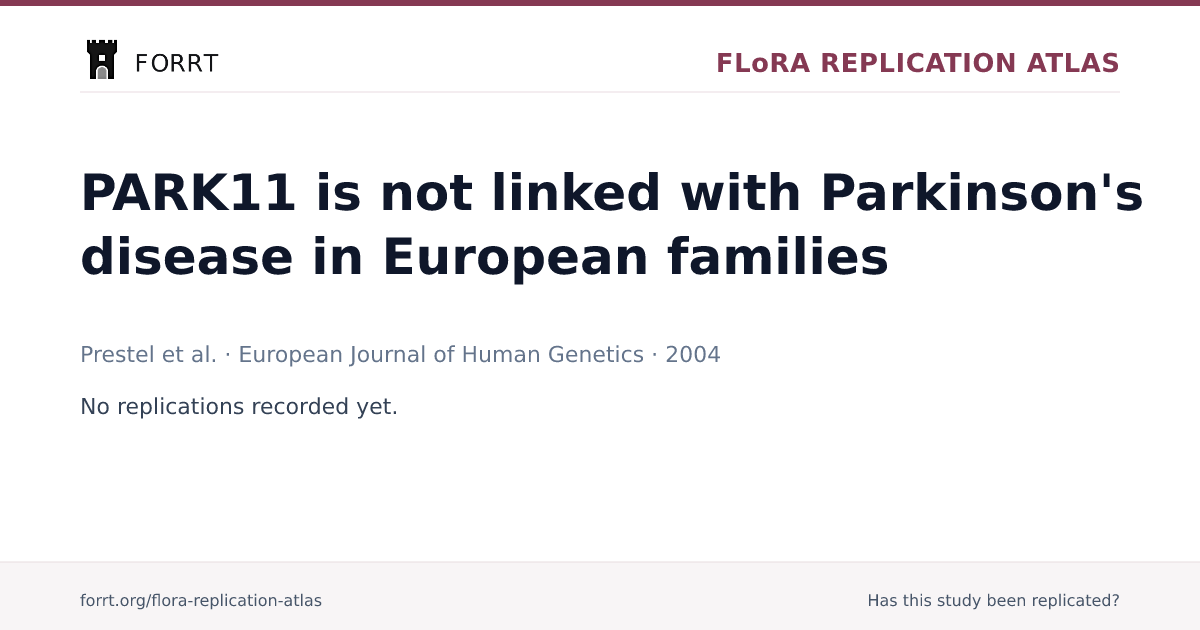 FORRT
FLoRA REPLICATION ATLAS
PARK11 is not linked with Parkinson's
disease in European families
Prestel et al. · European Journal of Human Genetics · 2004
No replications recorded yet.
forrt.org/flora-replication-atlas
Has this study been replicated?